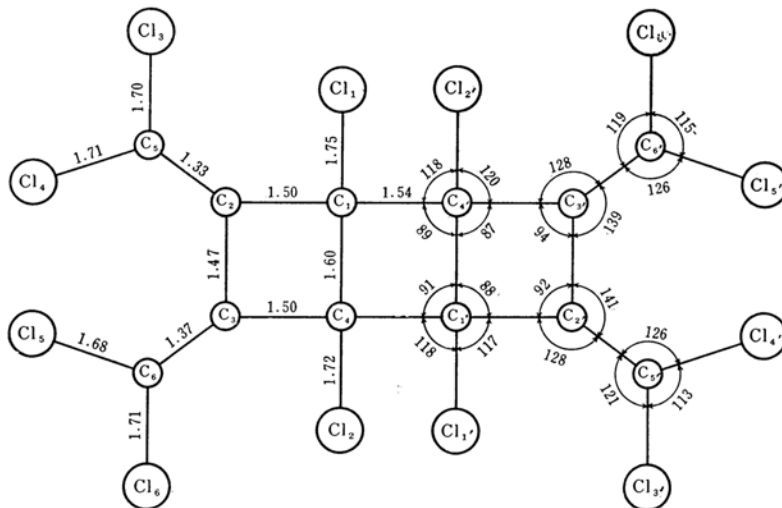 Cl₃ Cl₆′
Cl₁ Cl₂′
1.70 119 115
C₅ C₆′
1.71 1.33 1.75 118 120 128 126
Cl₄ Cl₅′
C₂ 1.50 C₁ 1.54 C₄′ C₃′
89 87 94 139
1.47 1.60
91 88 92 141
C₃ 1.50 C₄ C₁′ C₂′
Cl₅ 1.37 118 117 128 126 Cl₄′
1.68 1.72
C₆ C₅′
1.71 121 113
Cl₂ Cl₁′
Cl₆ Cl₃′